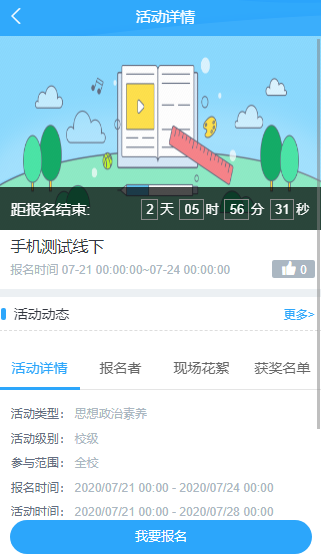 活动详情
距报名结束: 2 天 05 时 56 分 31 秒
手机测试线下
报名时间 07-21 00:00:00~07-24 00:00:00
0
活动动态 更多>
活动详情 报名者 现场花絮 获奖名单
活动类型： 思想政治素养
活动级别： 校级
参与范围： 全校
报名时间： 2020/07/21 00:00 - 2020/07/24 00:00
活动时间： 2020/07/21 00:00 - 2020/07/28 00:00
我要报名